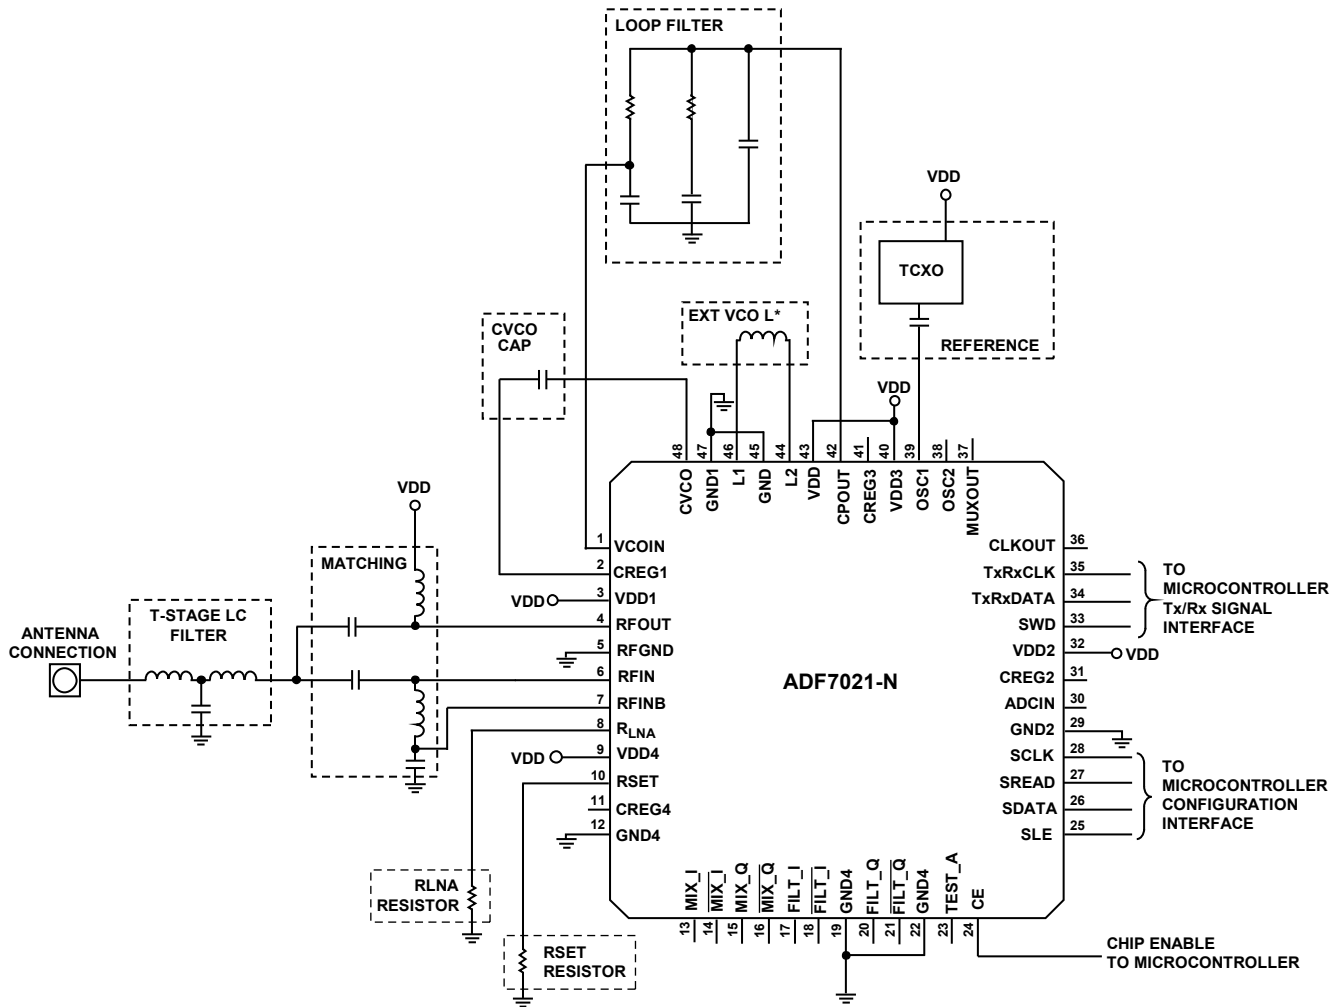 LOOP FILTER
VDD
TCXO
REFERENCE
EXT VCO L*
CVCO
CAP
VDD
48
47
46
45
44
43
42
41
40
39
38
37
CVCO
GND1
L1
GND
L2
VDD
CPOUT
CREG3
VDD3
OSC1
OSC2
MUXOUT
VDD
MATCHING
T-STAGE LC
FILTER
ANTENNA
CONNECTION
1 VCOIN
2 CREG1
VDD 3 VDD1
4 RFOUT
5 RFGND
6 RFIN
7 RFINB
8 RLNA
VDD 9 VDD4
10 RSET
11 CREG4
12 GND4
ADF7021-N
CLKOUT 36
TxRxCLK 35
TxRxDATA 34
SWD 33
VDD2 32 VDD
CREG2 31
ADCIN 30
GND2 29
SCLK 28
SREAD 27
SDATA 26
SLE 25
TO
MICROCONTROLLER
Tx/Rx SIGNAL
INTERFACE
TO
MICROCONTROLLER
CONFIGURATION
INTERFACE
MIX_I
MIX_I
MIX_Q
MIX_Q
FILT_I
FILT_I
GND4
FILT_Q
FILT_Q
GND4
TEST_A
CE
13
14
15
16
17
18
19
20
21
22
23
24
RLNA
RESISTOR
RSET
RESISTOR
CHIP ENABLE
TO MICROCONTROLLER